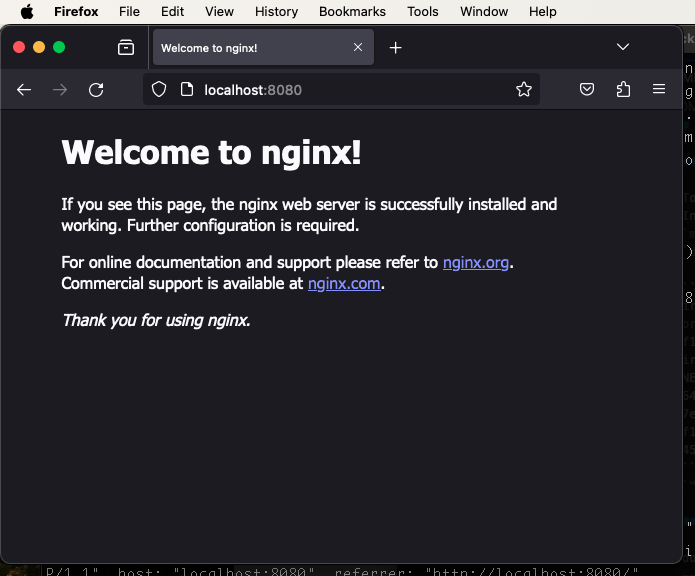 Firefox File Edit View History Bookmarks Tools Window Help
Welcome to nginx!
localhost:8080
Welcome to nginx!
If you see this page, the nginx web server is successfully installed and
working. Further configuration is required.
For online documentation and support please refer to nginx.org.
Commercial support is available at nginx.com.
Thank you for using nginx.
P/1.1", host: "localhost:8080", referrer: "http://localhost:8080/"